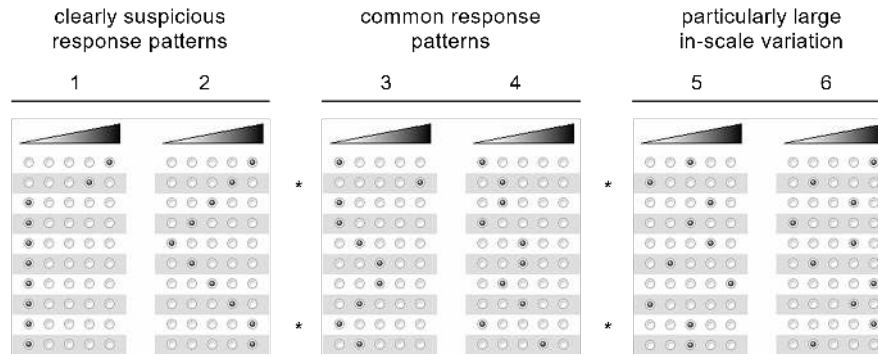 clearly suspicious
response patterns
common response
patterns
particularly large
in-scale variation
1 2 3 4 5 6
* *
* *